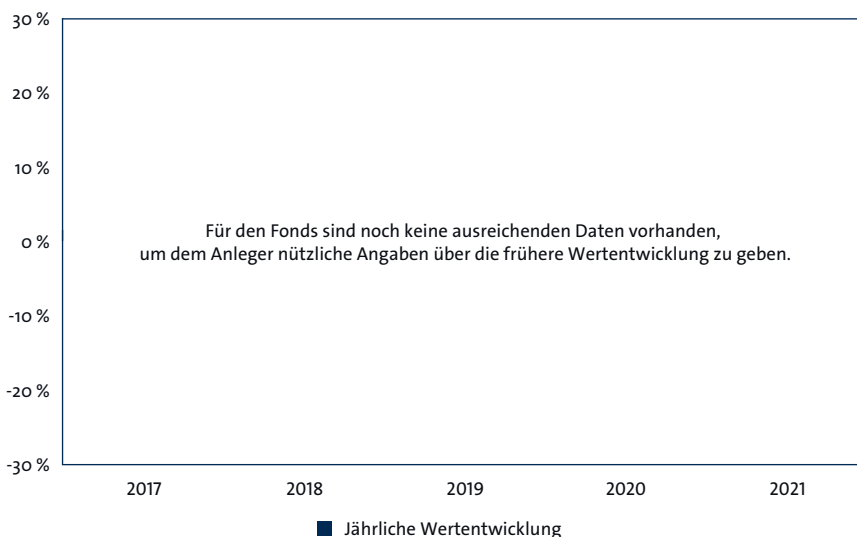 30 %
20 %
10 %
0 %
-10 %
-20 %
-30 %
Für den Fonds sind noch keine ausreichenden Daten vorhanden,
um dem Anleger nützliche Angaben über die frühere Wertentwicklung zu geben.
2017 2018 2019 2020 2021
Jährliche Wertentwicklung